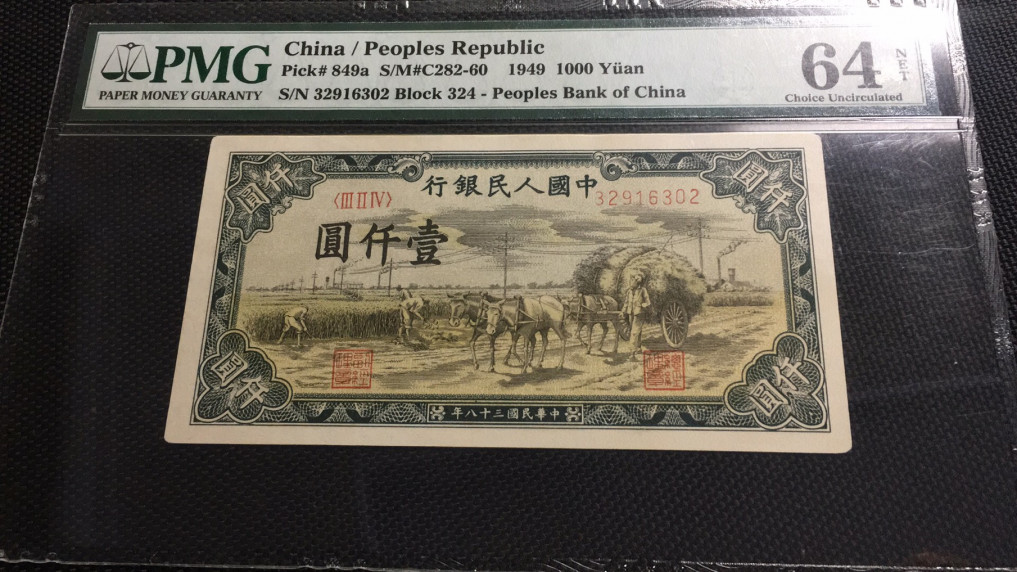 PMG
PAPER MONEY GUARANTY
China / Peoples Republic
Pick# 849a S/M#C282-60 1949 1000 Yüan
S/N 32916302 Block 324 - Peoples Bank of China
64 NET
Choice Uncirculated
仟圓
仟圓
行銀民人國中
〈III II IV〉
32916302
圓仟壹
圓仟
仟圓
年八十三國民華中